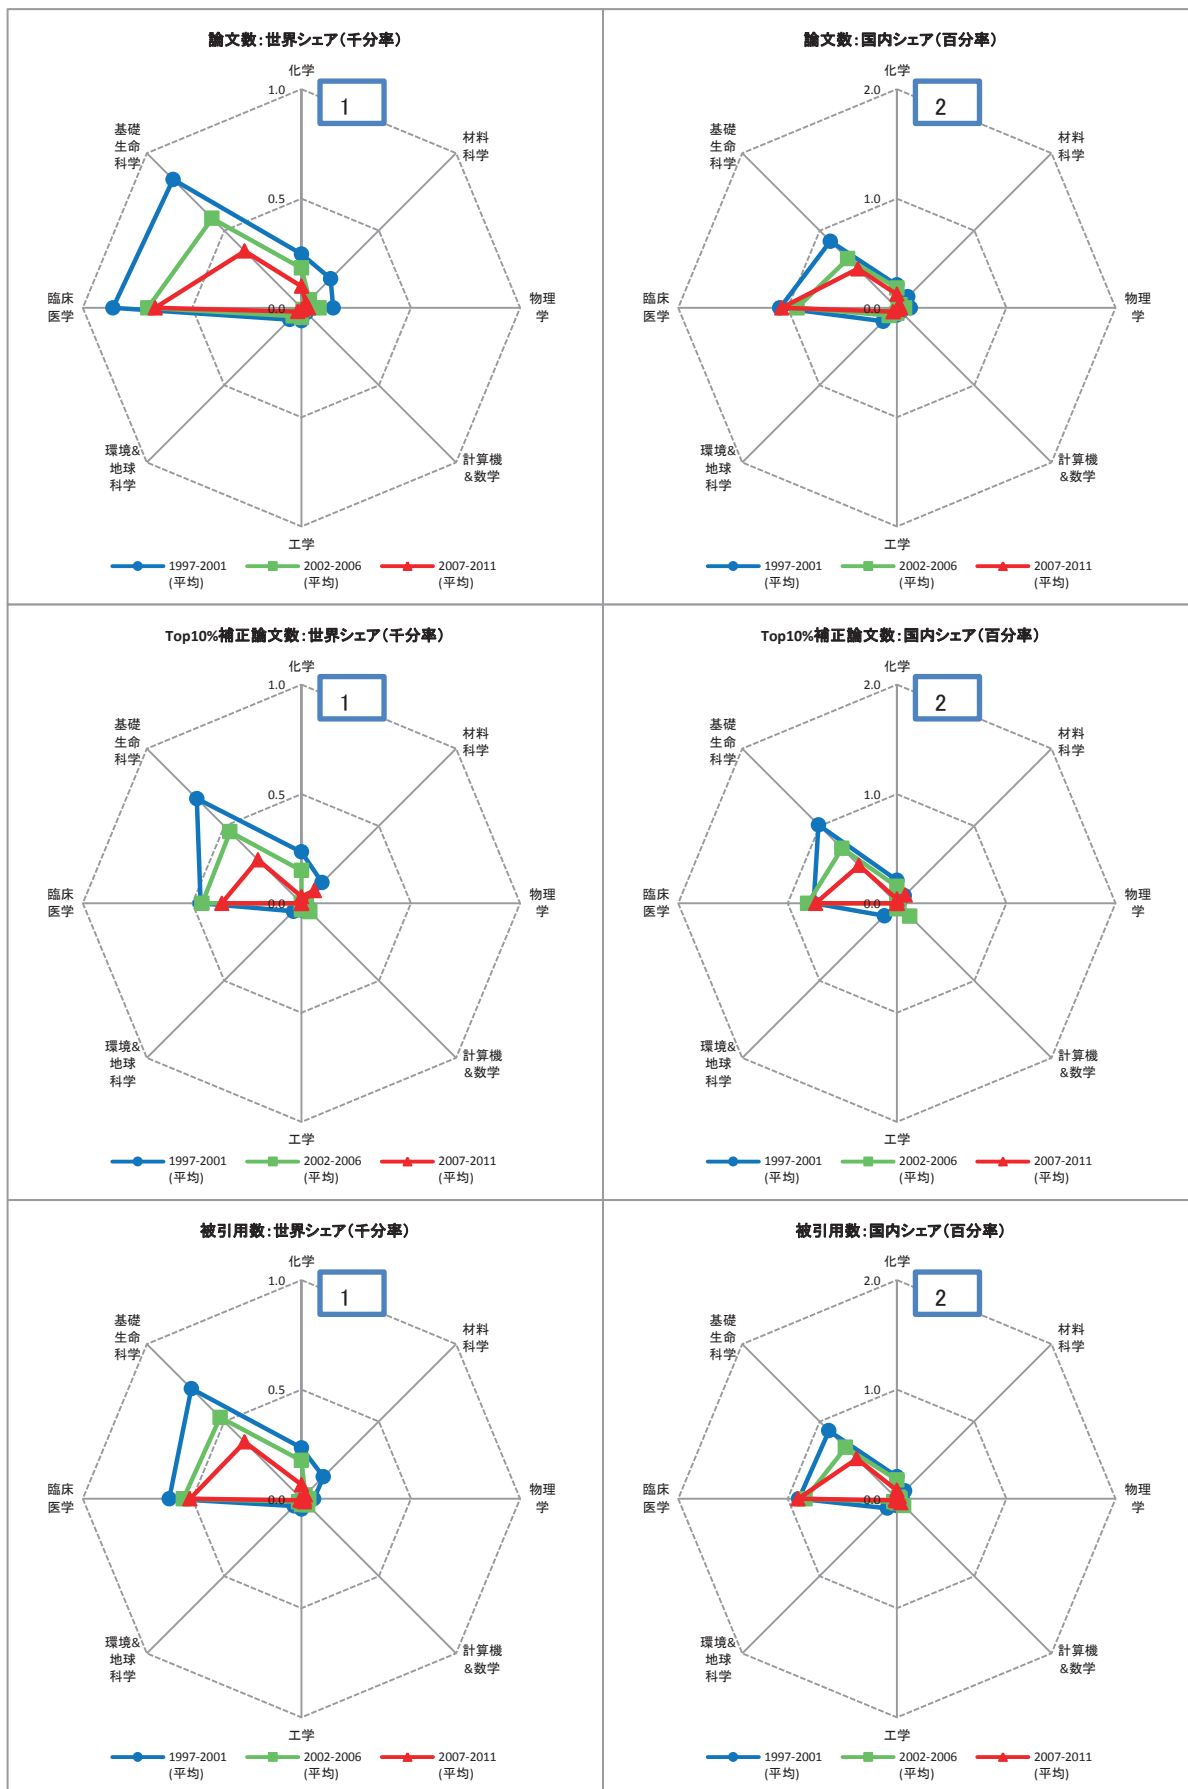 論文数:世界シェア(千分率)
化学
1.0
1
基礎
生命
科学
材料
科学
0.5
臨床
医学
0.0
物理
学
環境&
地球
科学
計算機
&数学
工学
1997-2001
(平均)
2002-2006
(平均)
2007-2011
(平均)
論文数:国内シェア(百分率)
化学
2.0
2
基礎
生命
科学
材料
科学
1.0
臨床
医学
0.0
物理
学
環境&
地球
科学
計算機
&数学
工学
1997-2001
(平均)
2002-2006
(平均)
2007-2011
(平均)
Top10%補正論文数:世界シェア(千分率)
化学
1.0
1
基礎
生命
科学
材料
科学
0.5
臨床
医学
0.0
物理
学
環境&
地球
科学
計算機
&数学
工学
1997-2001
(平均)
2002-2006
(平均)
2007-2011
(平均)
Top10%補正論文数:国内シェア(百分率)
化学
2.0
2
基礎
生命
科学
材料
科学
1.0
臨床
医学
0.0
物理
学
環境&
地球
科学
計算機
&数学
工学
1997-2001
(平均)
2002-2006
(平均)
2007-2011
(平均)
被引用数:世界シェア(千分率)
化学
1.0
1
基礎
生命
科学
材料
科学
0.5
臨床
医学
0.0
物理
学
環境&
地球
科学
計算機
&数学
工学
1997-2001
(平均)
2002-2006
(平均)
2007-2011
(平均)
被引用数:国内シェア(百分率)
化学
2.0
2
基礎
生命
科学
材料
科学
1.0
臨床
医学
0.0
物理
学
環境&
地球
科学
計算機
&数学
工学
1997-2001
(平均)
2002-2006
(平均)
2007-2011
(平均)